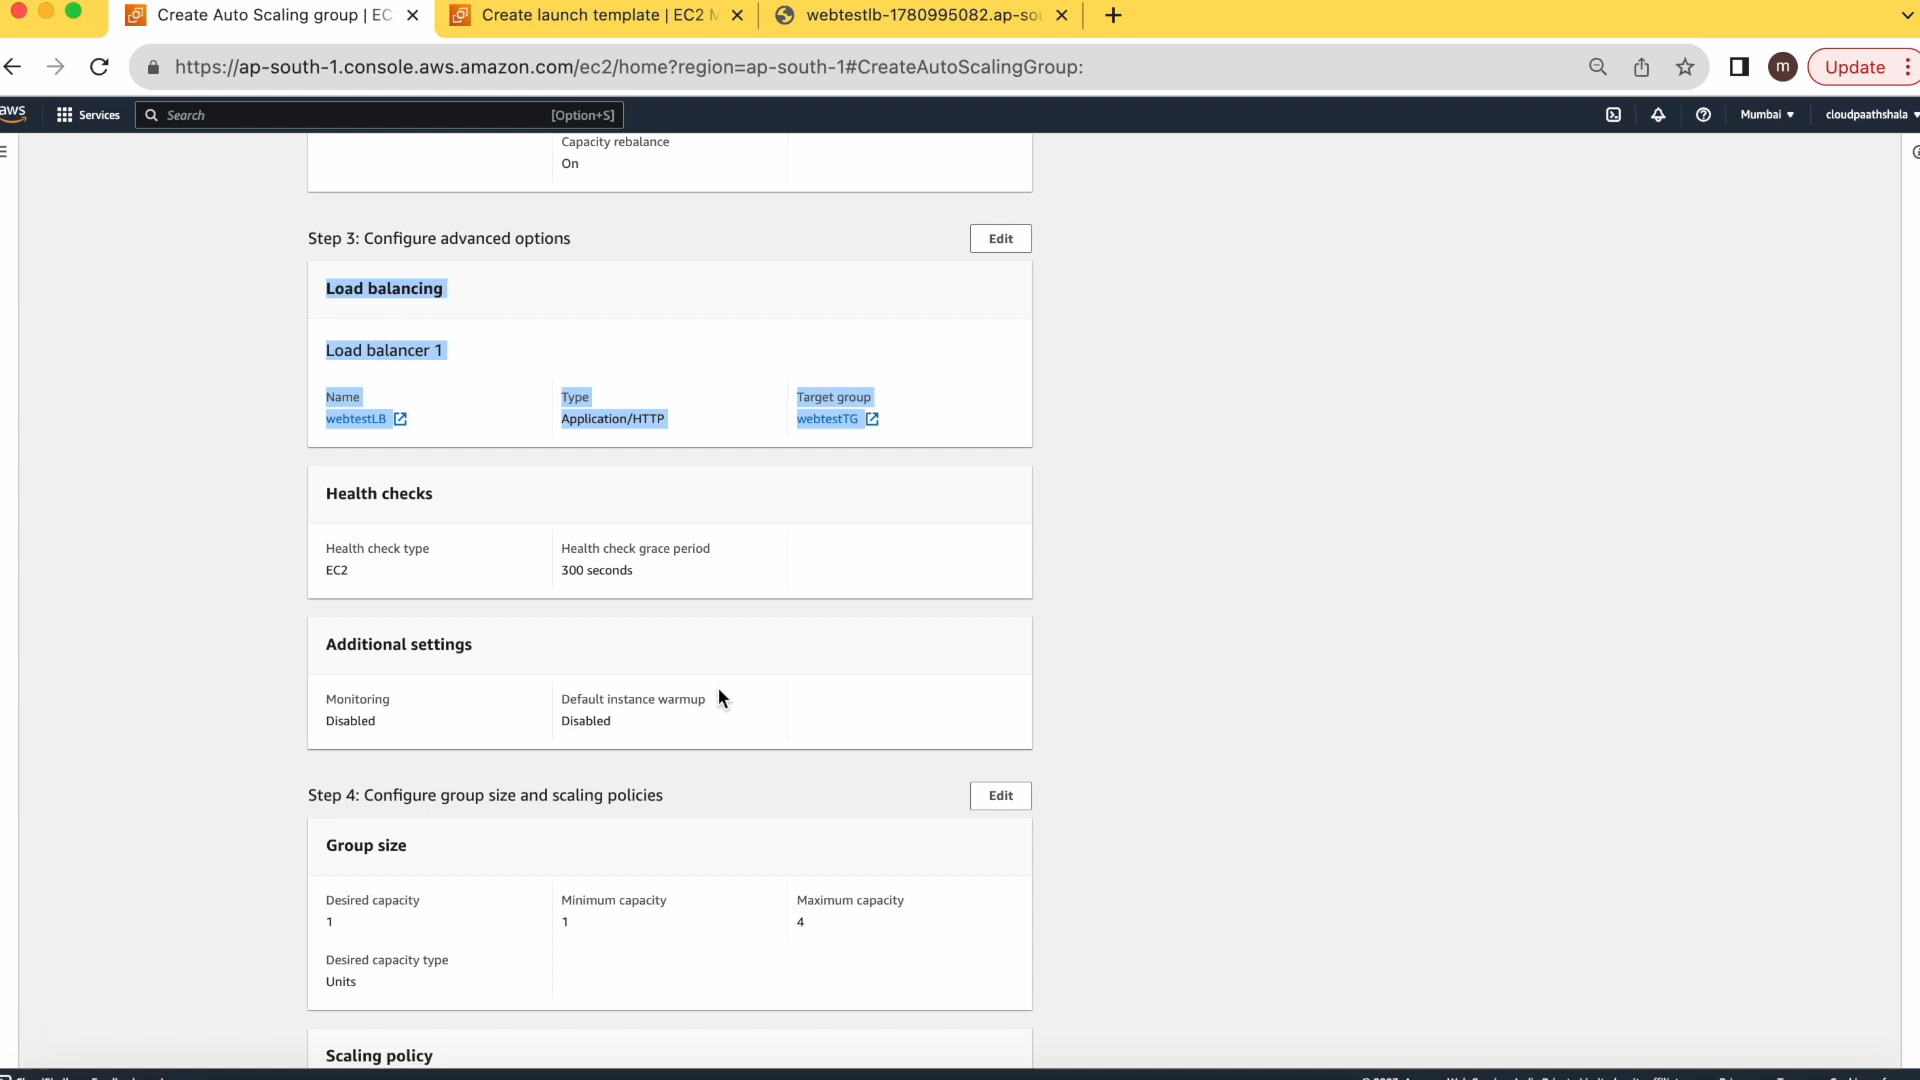 Create Auto Scaling group | EC
Create launch template | EC2 M
webtestlb-1780995082.ap-sou
https://ap-south-1.console.aws.amazon.com/ec2/home?region=ap-south-1#CreateAutoScalingGroup:
m
Update
aws
Services
Search
[Option+S]
Mumbai
cloudpaathshala
Capacity rebalance
On
Step 3: Configure advanced options
Edit
Load balancing
Load balancer 1
Name
Type
Target group
webtestLB
Application/HTTP
webtestTG
Health checks
Health check type
Health check grace period
EC2
300 seconds
Additional settings
Monitoring
Default instance warmup
Disabled
Disabled
Step 4: Configure group size and scaling policies
Edit
Group size
Desired capacity
Minimum capacity
Maximum capacity
1
1
4
Desired capacity type
Units
Scaling policy